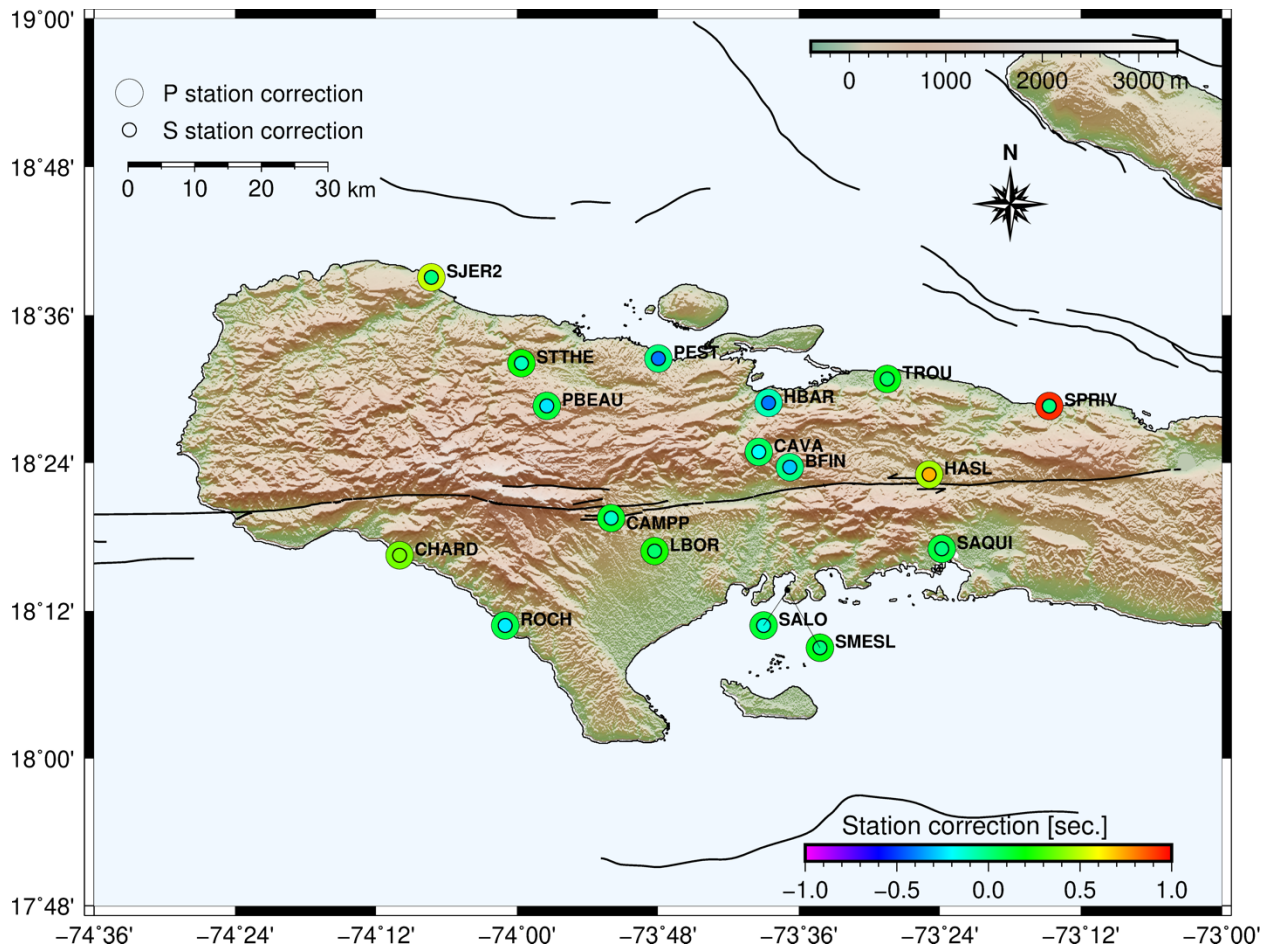 19°00'
0 1000 2000 3000 m
P station correction
S station correction
18°48'
0 10 20 30 km
N
SJER2
18°36'
STTHE
PEST
TROU
PBEAU
HBAR
SPRIV
18°24'
CAVA
BFIN
HASL
CAMPP
CHARD
LBOR
SAQUI
18°12'
ROCH
SALO
SMESL
18°00'
Station correction [sec.]
−1.0 −0.5 0.0 0.5 1.0
17°48'
−74°36' −74°24' −74°12' −74°00' −73°48' −73°36' −73°24' −73°12' −73°00'